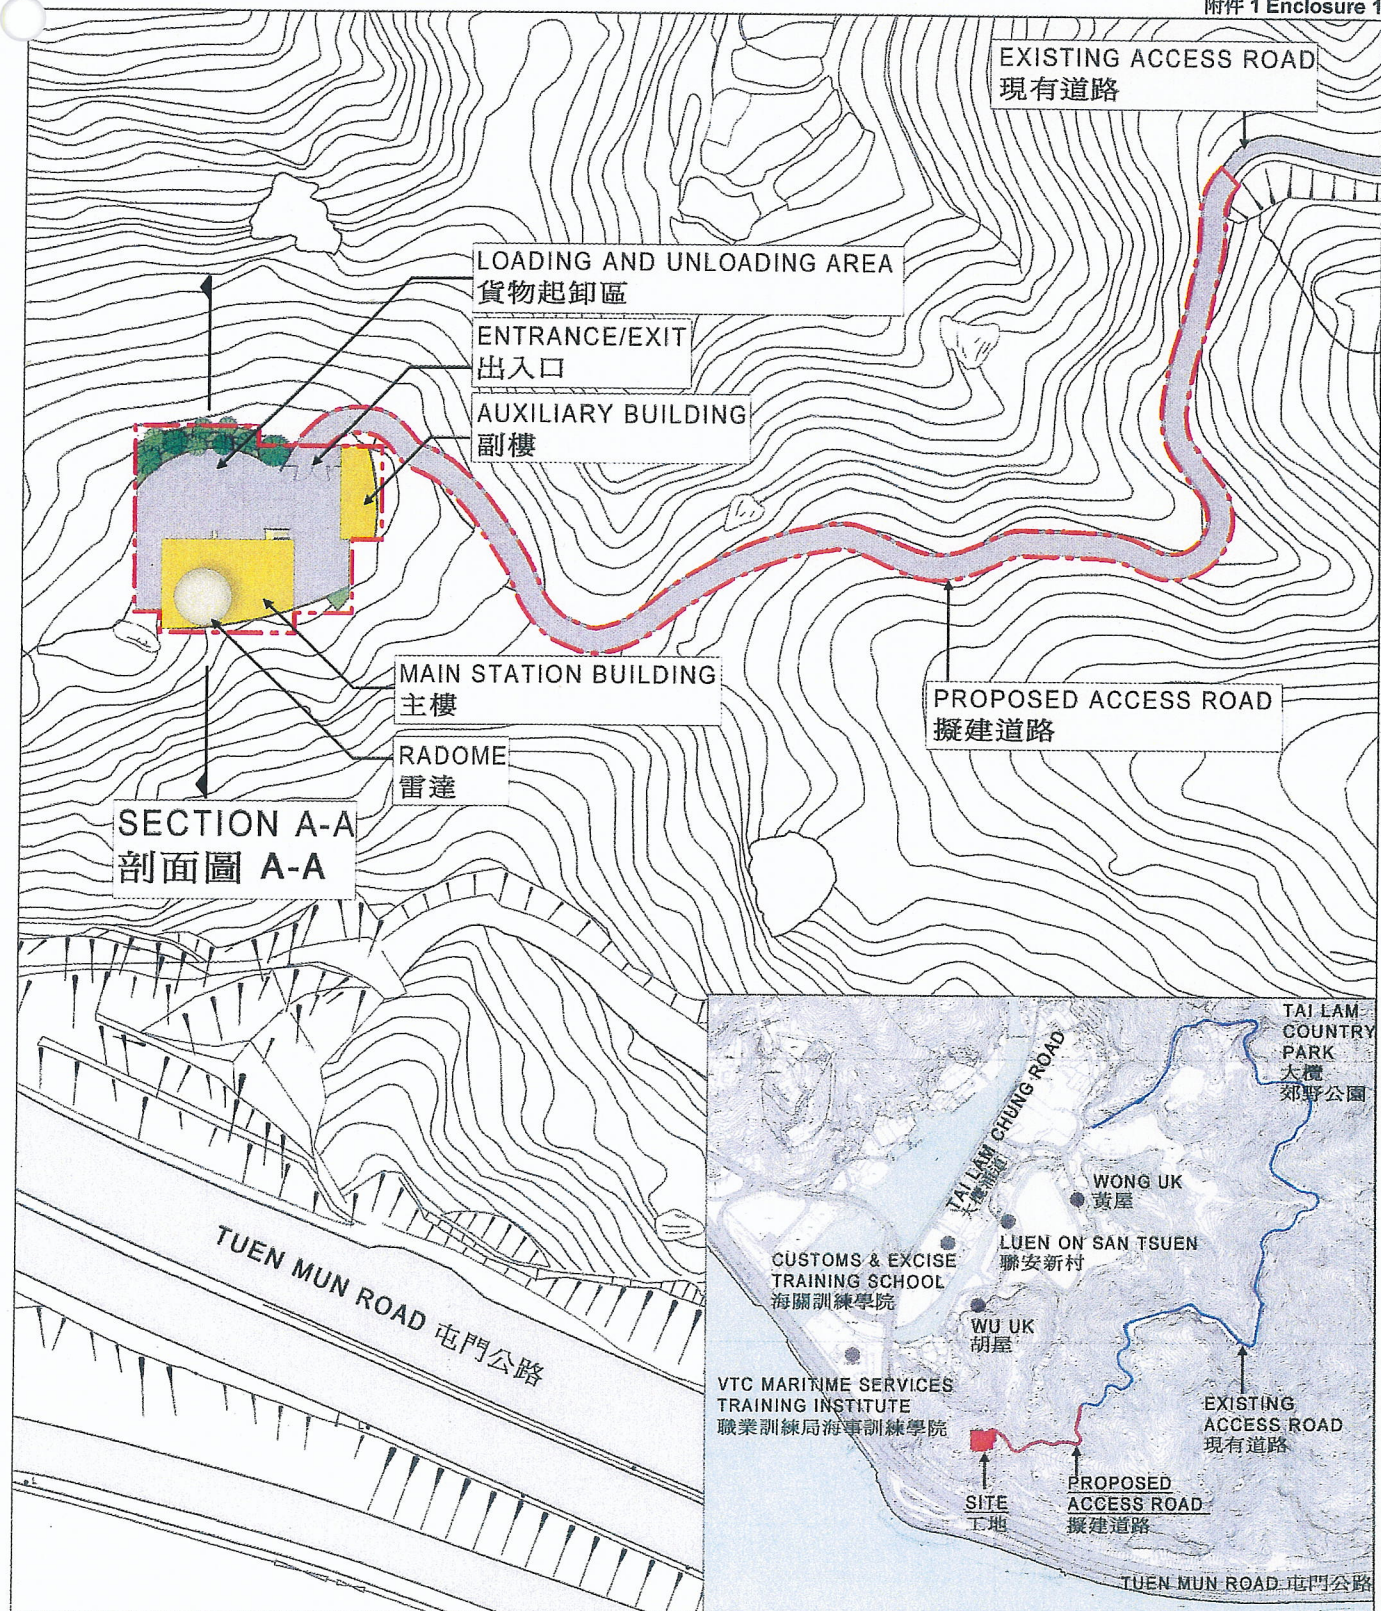 附件 1 Enclosure 1
EXISTING ACCESS ROAD
現有道路
LOADING AND UNLOADING AREA
貨物起卸區
ENTRANCE/EXIT
出入口
AUXILIARY BUILDING
副樓
MAIN STATION BUILDING
主樓
PROPOSED ACCESS ROAD
擬建道路
RADOME
雷達
SECTION A-A
剖面圖 A-A
TUEN MUN ROAD 屯門公路
TAI LAM
COUNTRY
PARK
大欖
郊野公園
TAI LAM CHUNG ROAD
大欖涌道
WONG UK
黃屋
LUEN ON SAN TSUEN
聯安新村
CUSTOMS & EXCISE
TRAINING SCHOOL
海關訓練學院
WU UK
胡屋
VTC MARITIME SERVICES
TRAINING INSTITUTE
職業訓練局海事訓練學院
EXISTING
ACCESS ROAD
現有道路
SITE
工地
PROPOSED
ACCESS ROAD
擬建道路
TUEN MUN ROAD 屯門公路